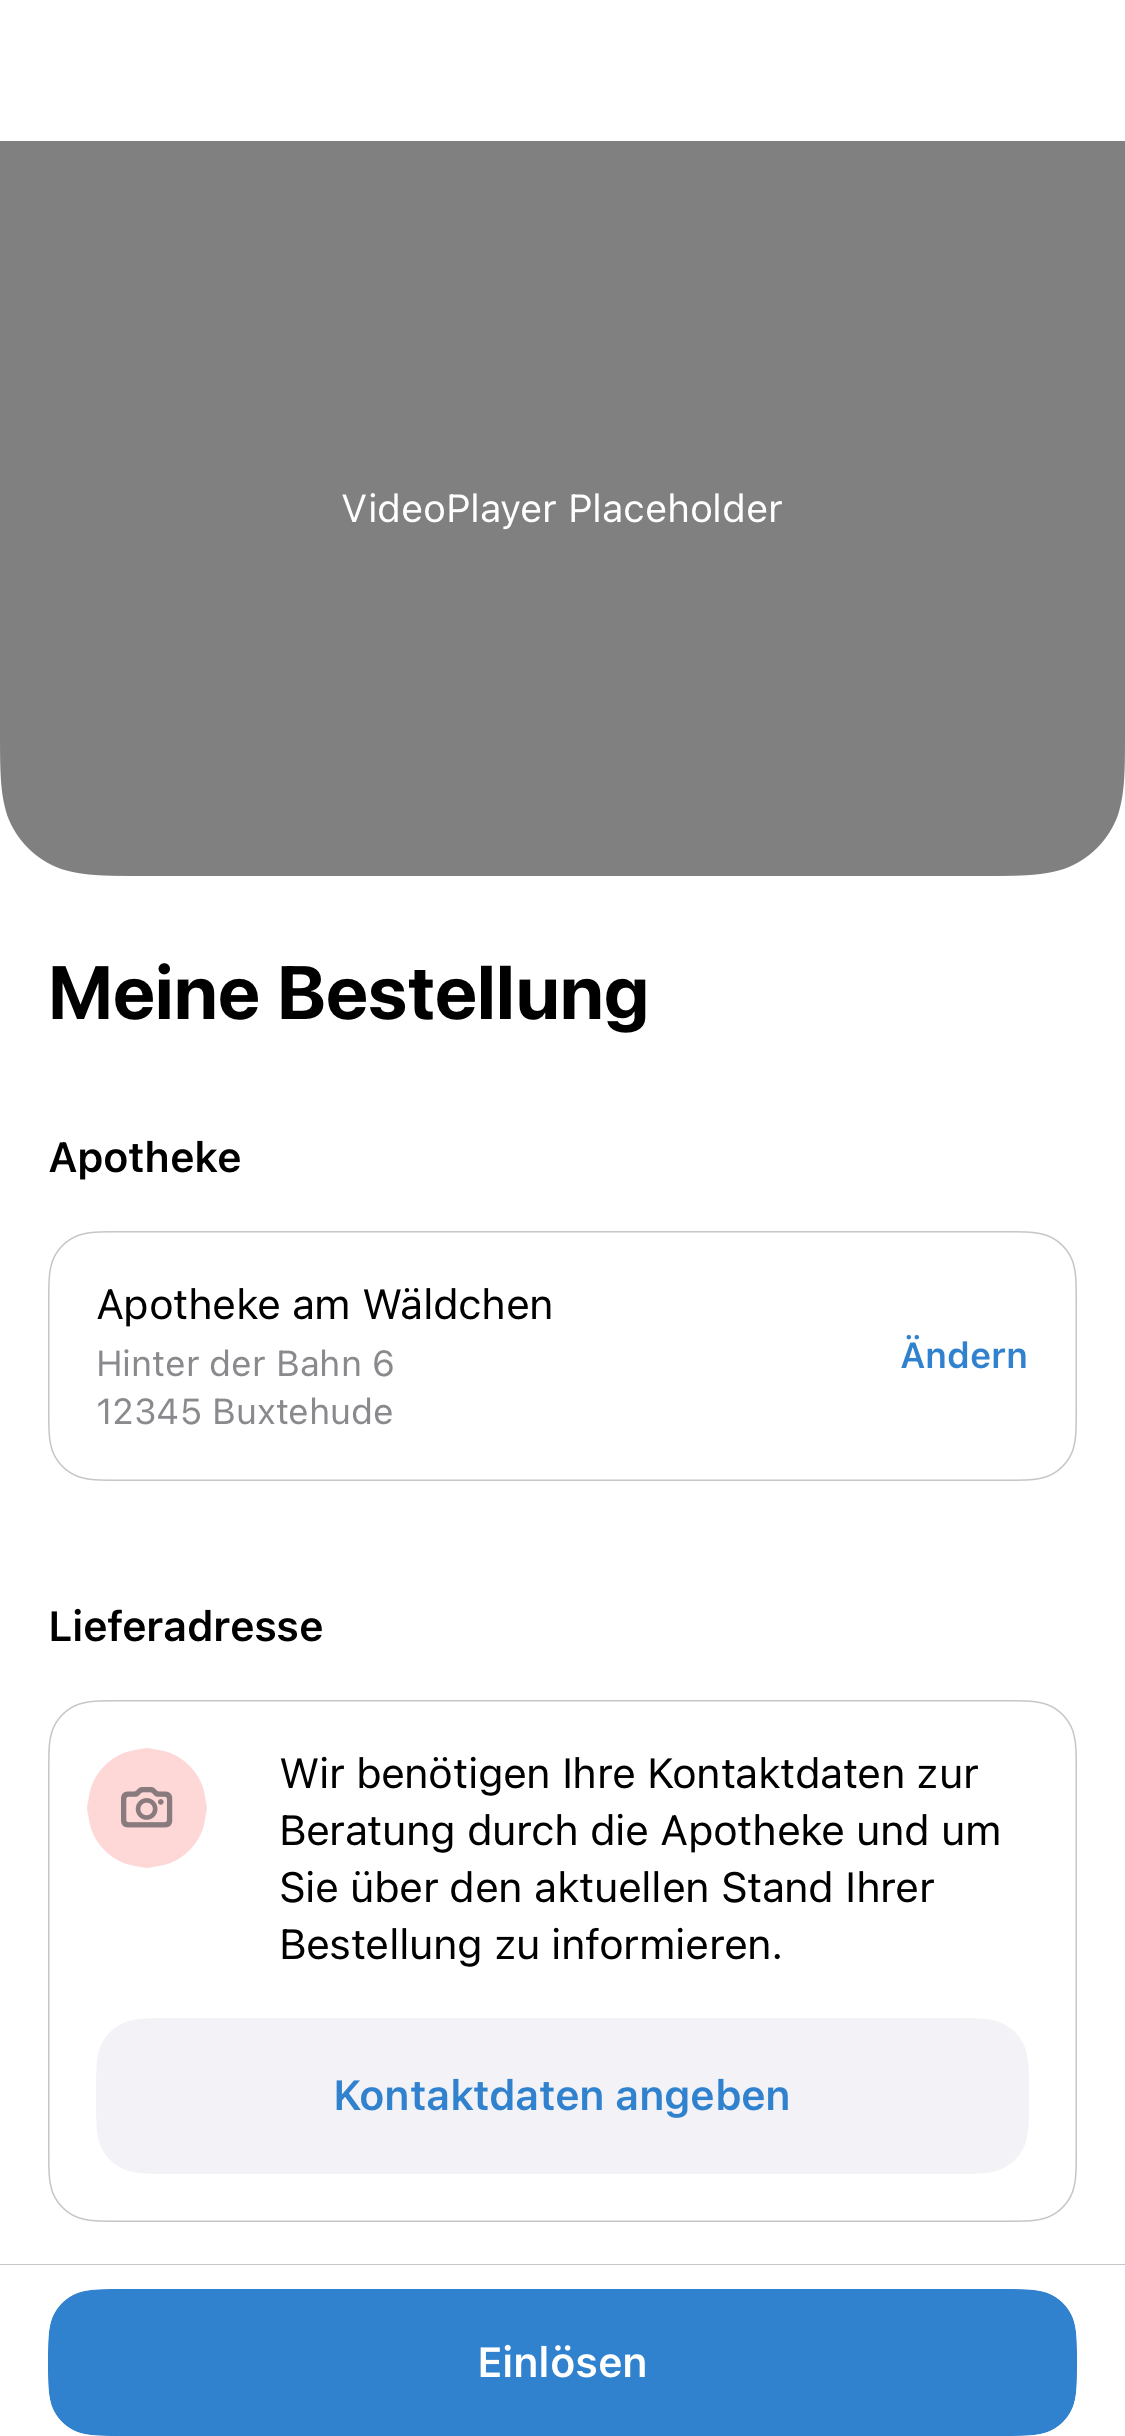 VideoPlayer Placeholder
Meine Bestellung
Apotheke
Apotheke am Wäldchen
Hinter der Bahn 6
12345 Buxtehude
Ändern
Lieferadresse
Wir benötigen Ihre Kontaktdaten zur
Beratung durch die Apotheke und um
Sie über den aktuellen Stand Ihrer
Bestellung zu informieren.
Kontaktdaten angeben
Einlösen